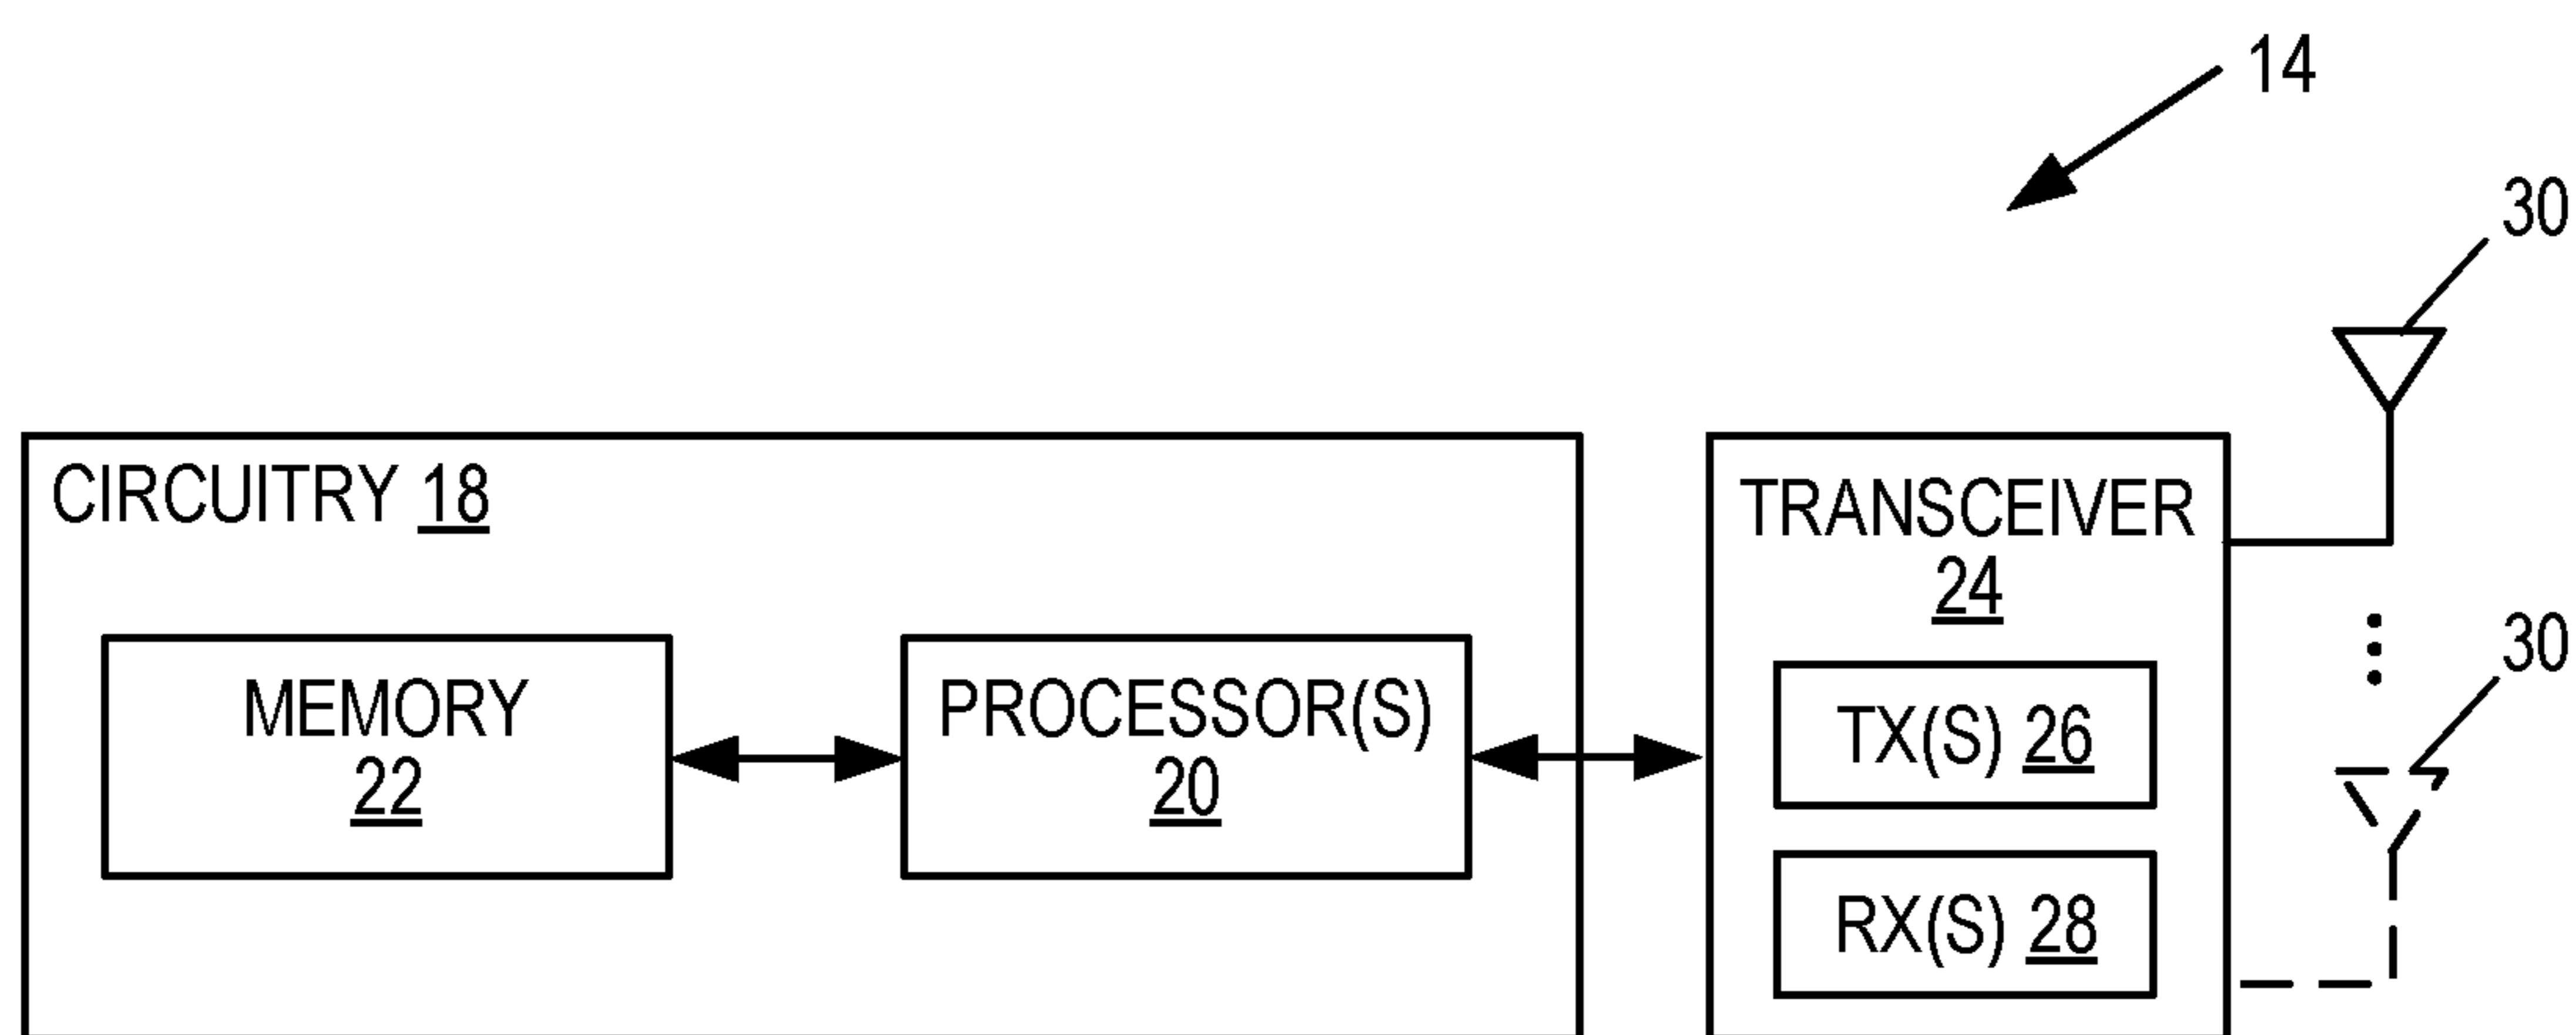 14
30
CIRCUITRY 18
TRANSCEIVER
24
30
MEMORY
22
PROCESSOR(S)
20
TX(S) 26
RX(S) 28